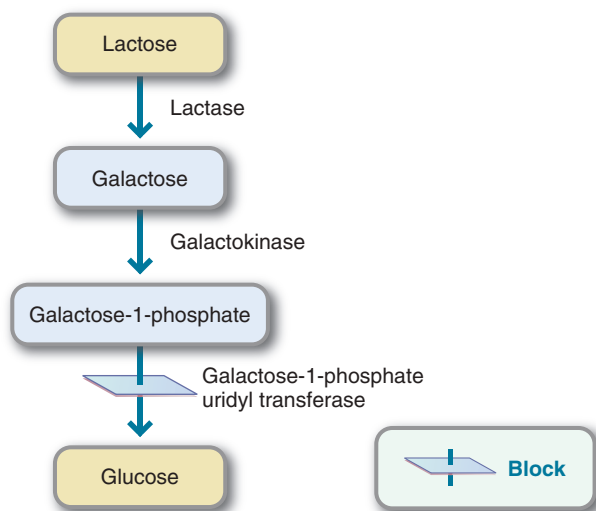 Lactose
Lactase
Galactose
Galactokinase
Galactose-1-phosphate
Galactose-1-phosphate
uridyl transferase
Glucose
Block